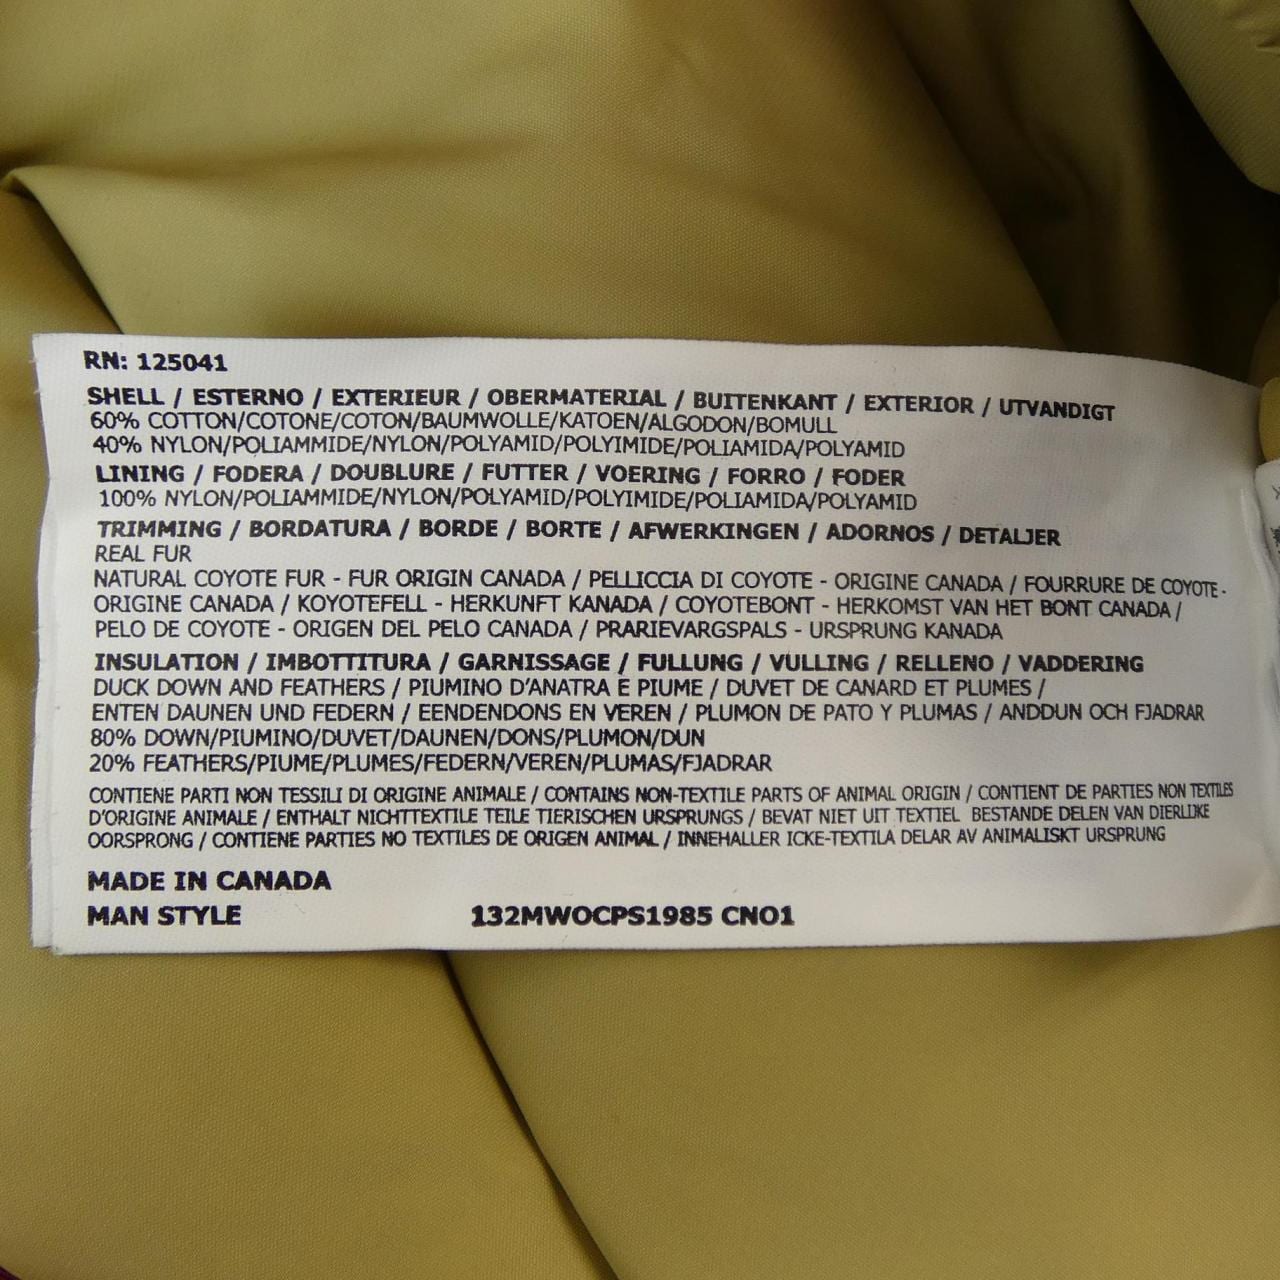 RN: 125041
SHELL / ESTERNO / EXTERIEUR / OBERMATERIAL / BUITENKANT / EXTERIOR / UTVANDIGT
60% COTTON/COTONE/COTON/BAUMWOLLE/KATOEN/ALGODON/BOMULL
40% NYLON/POLIAMMIDE/NYLON/POLYAMID/POLYIMIDE/POLIAMIDA/POLYAMID
LINING / FODERA / DOUBLURE / FUTTER / VOERING / FORRO / FODER
100% NYLON/POLIAMMIDE/NYLON/POLYAMID/POLYIMIDE/POLIAMIDA/POLYAMID
TRIMMING / BORDATURA / BORDE / BORTE / AFWERKINGEN / ADORNOS / DETALJER
REAL FUR
NATURAL COYOTE FUR - FUR ORIGIN CANADA / PELLICCIA DI COYOTE - ORIGINE CANADA / FOURRURE DE COYOTE -
ORIGINE CANADA / KOYOTEFELL - HERKUNFT KANADA / COYOTEBONT - HERKOMST VAN HET BONT CANADA /
PELO DE COYOTE - ORIGEN DEL PELO CANADA / PRARIEVARGSPALS - URSPRUNG KANADA
INSULATION / IMBOTTITURA / GARNISSAGE / FULLUNG / VULLING / RELLENO / VADDERING
DUCK DOWN AND FEATHERS / PIUMINO D'ANATRA E PIUME / DUVET DE CANARD ET PLUMES /
ENTEN DAUNEN UND FEDERN / EENDENDONS EN VEREN / PLUMON DE PATO Y PLUMAS / ANDDUN OCH FJADRAR
80% DOWN/PIUMINO/DUVET/DAUNEN/DONS/PLUMON/DUN
20% FEATHERS/PIUME/PLUMES/FEDERN/VEREN/PLUMAS/FJADRAR
CONTIENE PARTI NON TESSILI DI ORIGINE ANIMALE / CONTAINS NON-TEXTILE PARTS OF ANIMAL ORIGIN / CONTIENT DE PARTIES NON TEXTILES
D'ORIGINE ANIMALE / ENTHALT NICHTTEXTILE TEILE TIERISCHEN URSPRUNGS / BEVAT NIET UIT TEXTIEL BESTANDE DELEN VAN DIERLIJKE
OORSPRONG / CONTIENE PARTIES NO TEXTILES DE ORIGEN ANIMAL / INNEHALLER ICKE-TEXTILA DELAR AV ANIMALISKT URSPRUNG
MADE IN CANADA
MAN STYLE 132MWOCPS1985 CNO1